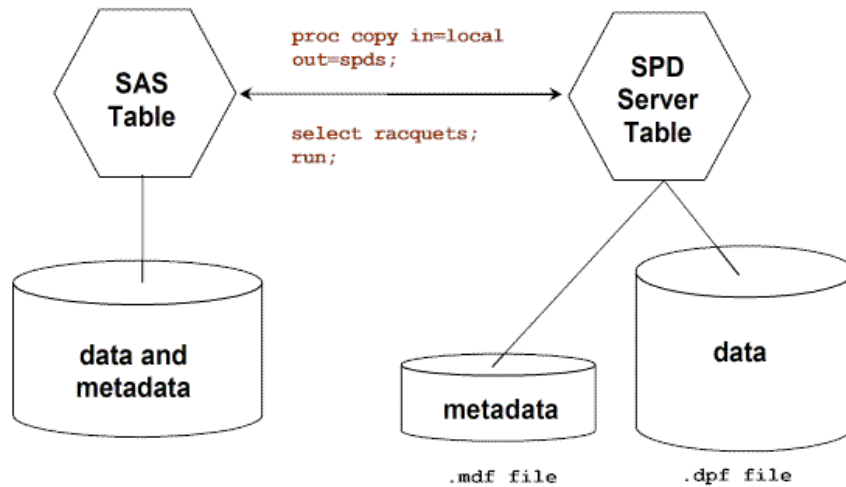 proc copy in=local
out=spds;
SAS
Table
SPD
Server
Table
select racquets;
run;
data and
metadata
metadata
data
.mdf file
.dpf file